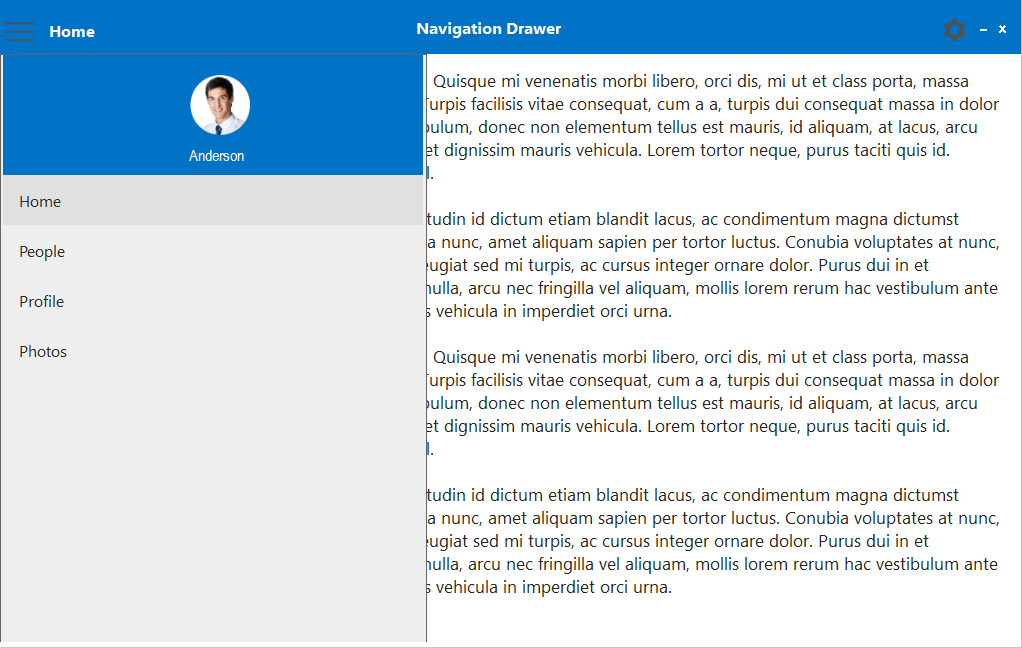 Home
Navigation Drawer
Anderson
Home
People
Profile
Photos
Quisque mi venenatis morbi libero, orci dis, mi ut et class porta, massa
Turpis facilisis vitae consequat, cum a a, turpis dui consequat massa in dolor
donec non elementum tellus est mauris, id aliquam, at lacus, arcu
et dignissim mauris vehicula. Lorem tortor neque, purus taciti quis id.
id dictum etiam blandit lacus, ac condimentum magna dictumst
a nunc, amet aliquam sapien per tortor luctus. Conubia voluptates at nunc,
sed mi turpis, ac cursus integer ornare dolor. Purus dui in et
nulla, arcu nec fringilla vel aliquam, mollis lorem rerum hac vestibulum ante
vehicula in imperdiet orci urna.
Quisque mi venenatis morbi libero, orci dis, mi ut et class porta, massa
Turpis facilisis vitae consequat, cum a a, turpis dui consequat massa in dolor
donec non elementum tellus est mauris, id aliquam, at lacus, arcu
et dignissim mauris vehicula. Lorem tortor neque, purus taciti quis id.
id dictum etiam blandit lacus, ac condimentum magna dictumst
a nunc, amet aliquam sapien per tortor luctus. Conubia voluptates at nunc,
sed mi turpis, ac cursus integer ornare dolor. Purus dui in et
nulla, arcu nec fringilla vel aliquam, mollis lorem rerum hac vestibulum ante
vehicula in imperdiet orci urna.